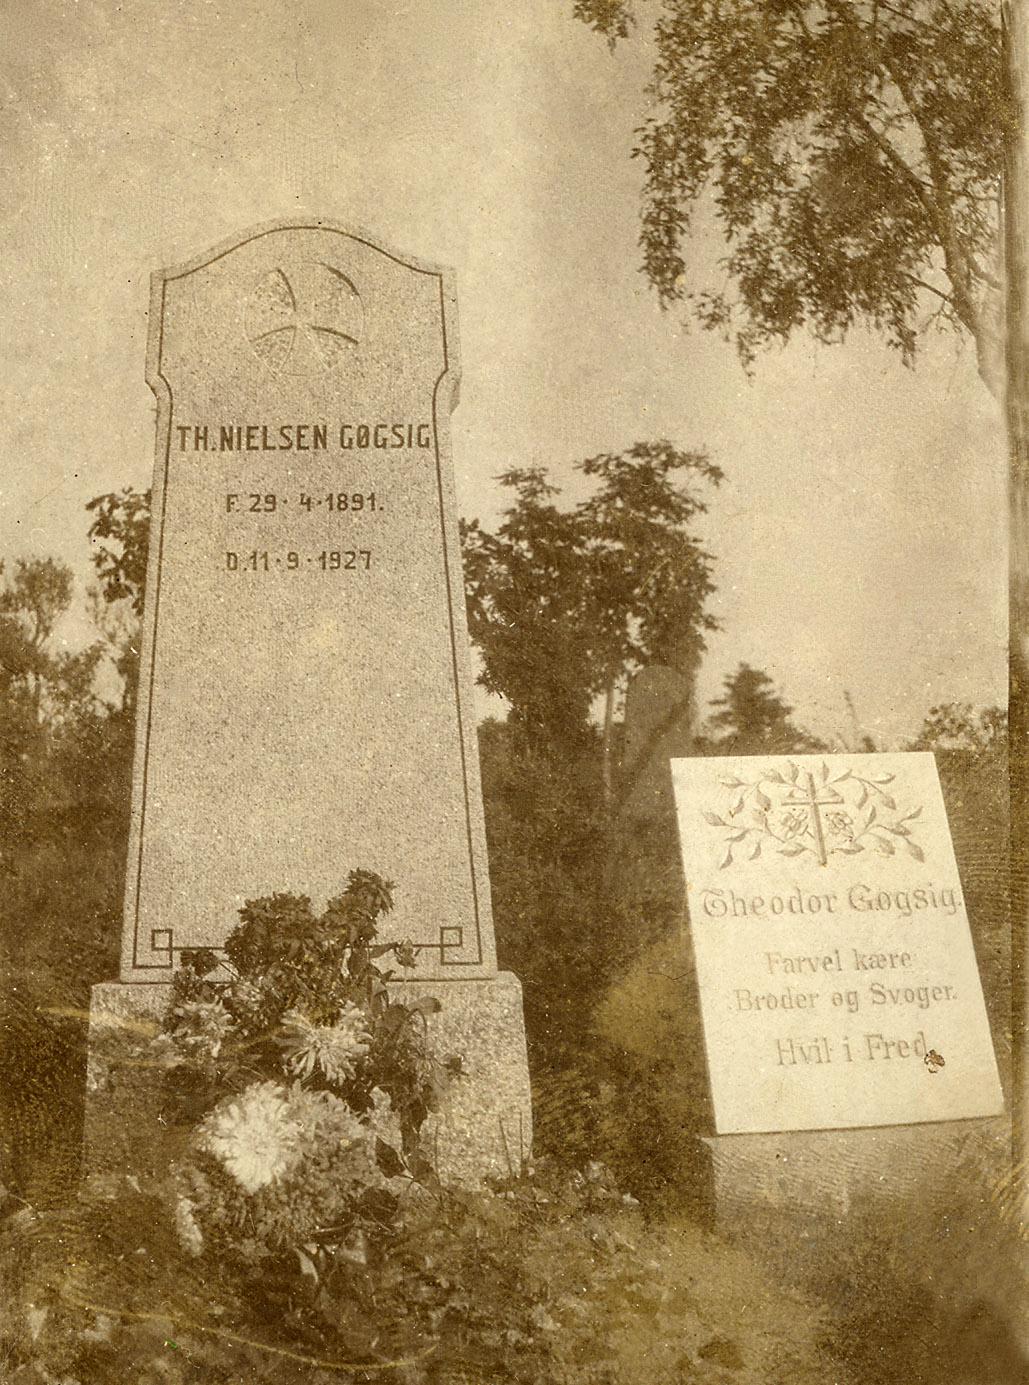 TH. NIELSEN GØGSIG
F. 29 · 4 · 1891.
D. 11 · 9 · 1927
Theodor Gøgsig.
Farvel kære
Broder og Svoger.
Hvil i Fred